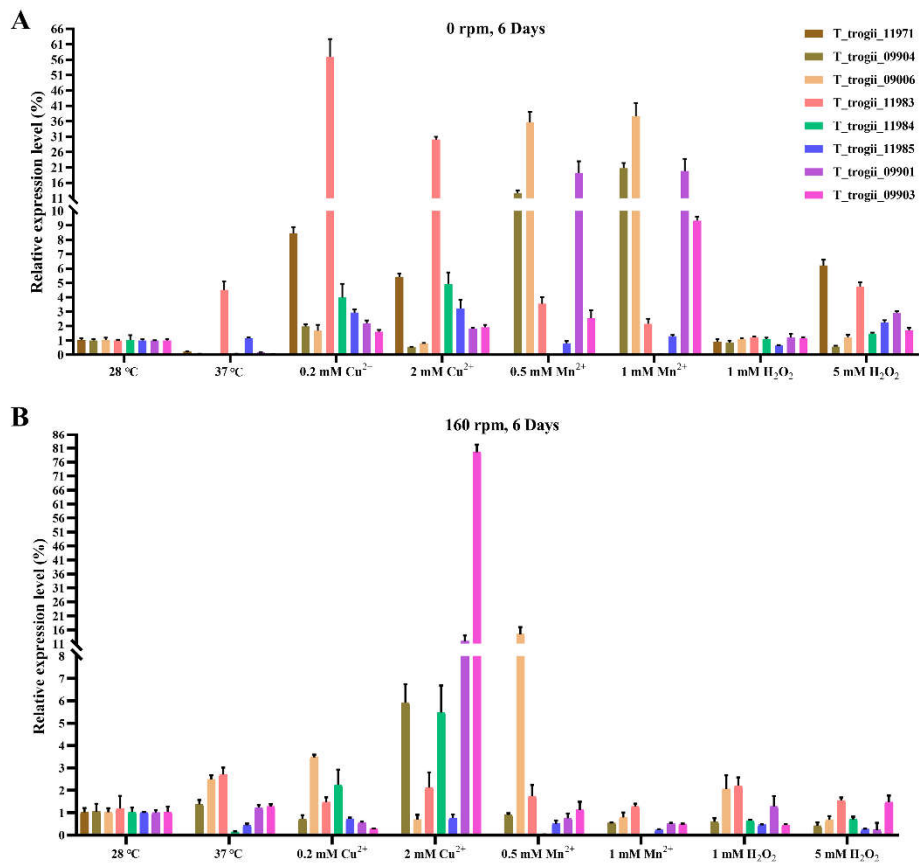 A
0 rpm, 6 Days
Relative expression level (%)
66
61
56
51
46
41
36
31
26
21
16
11
10
9
8
7
6
5
4
3
2
1
0
28 °C
37 °C
0.2 mM Cu²⁻
2 mM Cu²⁺
0.5 mM Mn²⁺
1 mM Mn²⁺
1 mM H₂O₂
5 mM H₂O₂
T_trogii_11971
T_trogii_09904
T_trogii_09006
T_trogii_11983
T_trogii_11984
T_trogii_11985
T_trogii_09901
T_trogii_09903
B
160 rpm, 6 Days
Relative expression level (%)
86
81
76
71
66
61
56
51
46
41
36
31
26
21
16
11
8
7
6
5
4
3
2
1
0
28 °C
37 °C
0.2 mM Cu²⁺
2 mM Cu²⁺
0.5 mM Mn²⁺
1 mM Mn²⁺
1 mM H₂O₂
5 mM H₂O₂